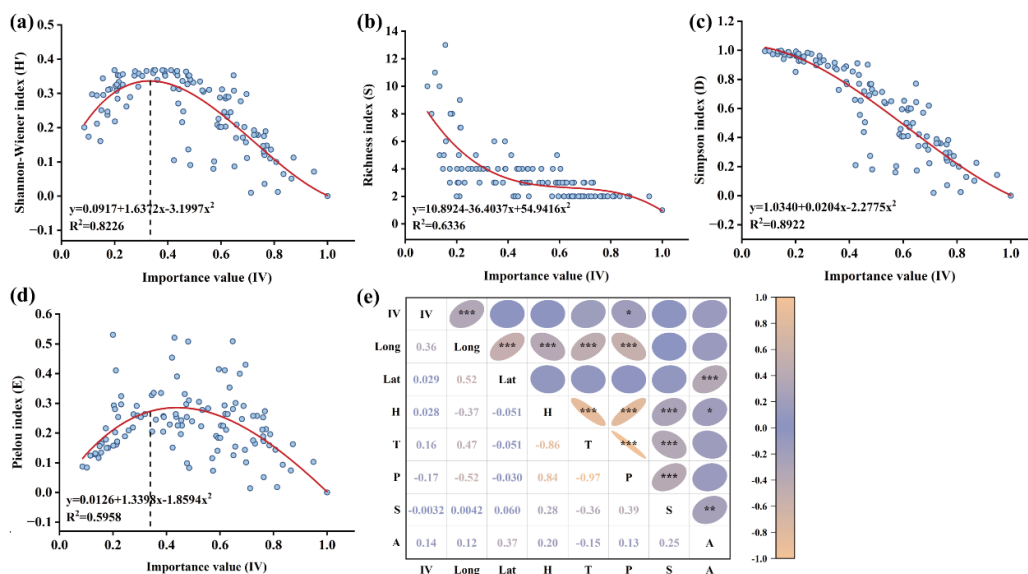 (a)
Shannon-Wiener index (H')
0.4
0.3
0.2
0.1
0.0
−0.1
y=0.0917+1.6372x-3.1997x²
R²=0.8226
0.0 0.2 0.4 0.6 0.8 1.0
Importance value (IV)
(b)
Richness index (S)
14
12
10
8
6
4
2
0
y=10.8924-36.4037x+54.9416x²
R²=0.6336
0.0 0.2 0.4 0.6 0.8 1.0
Importance value (IV)
(c)
Simpson index (D)
1.2
1.0
0.8
0.6
0.4
0.2
0.0
−0.2
y=1.0340+0.0204x-2.2775x²
R²=0.8922
0.0 0.2 0.4 0.6 0.8 1.0
Importance value (IV)
(d)
Pielou index (E)
0.6
0.5
0.4
0.3
0.2
0.1
0.0
−0.1
y=0.0126+1.3398x-1.8594x²
R²=0.5958
0.0 0.2 0.4 0.6 0.8 1.0
Importance value (IV)
(e)
IV IV *** *
Long 0.36 Long *** *** *** ***
Lat 0.029 0.52 Lat ***
H 0.028 -0.37 -0.051 H *** *** *** *
T 0.16 0.47 -0.051 -0.86 T *** ***
P -0.17 -0.52 -0.030 0.84 -0.97 P ***
S -0.0032 0.0042 0.060 0.28 -0.36 0.39 S **
A 0.14 0.12 0.37 0.20 -0.15 0.13 0.25 A
IV Long Lat H T P S A
1.0
0.8
0.6
0.4
0.2
0.0
-0.2
-0.4
-0.6
-0.8
-1.0